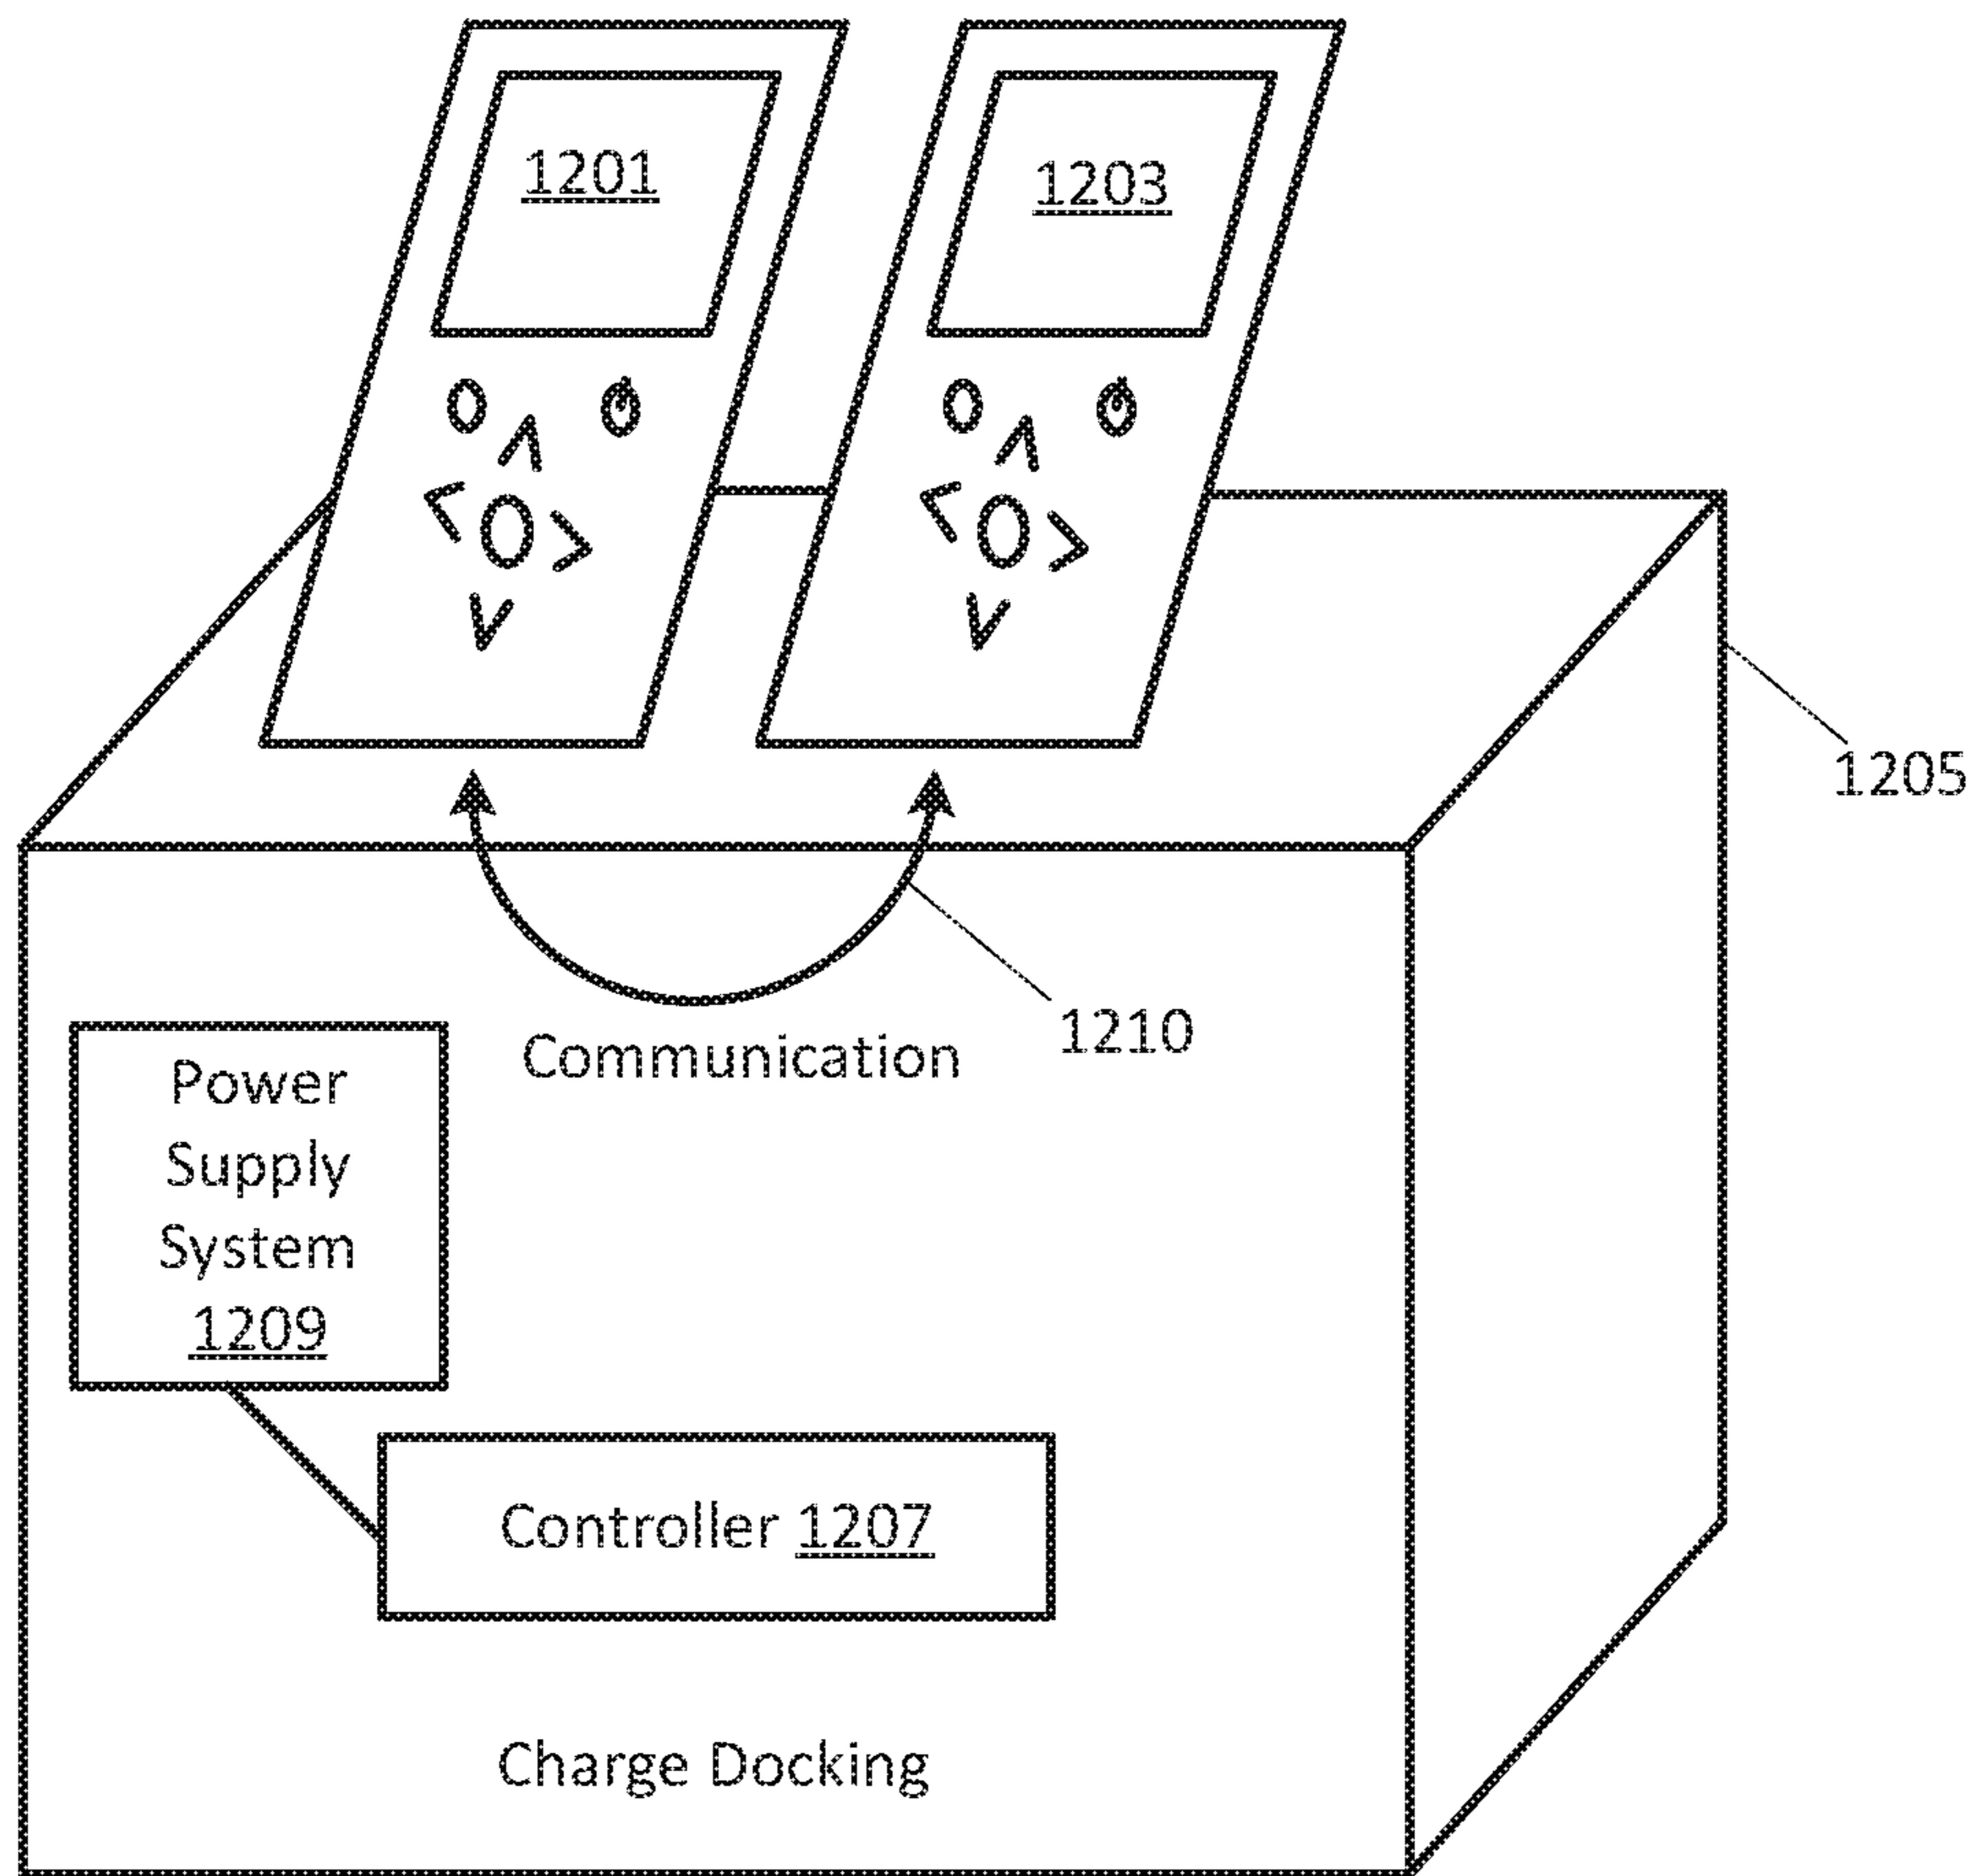 1201
1203
1205
1210
Communication
Power
Supply
System
1209
Controller 1207
Charge Docking